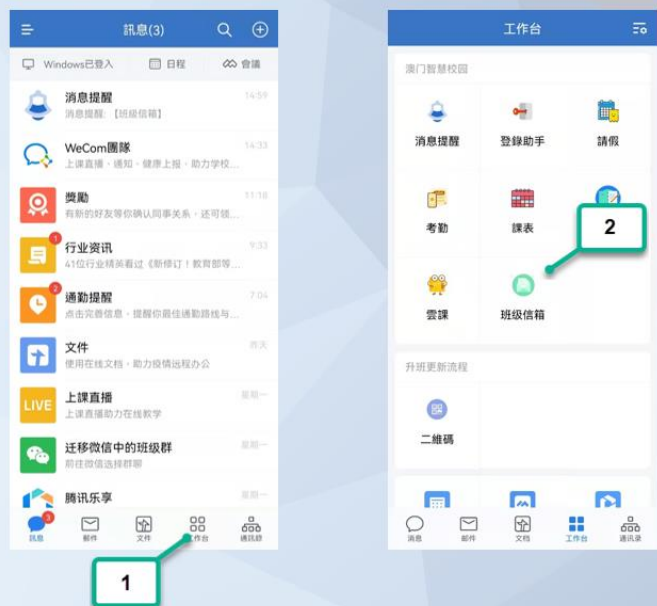 訊息(3)
Windows已登入
日程
會議
消息提醒
14:59
消息提醒: 【班級信箱】
WeCom團隊
14:33
上課直播、通知、健康上报，助力学校...
獎勵
11:18
有新的好友等你确认同事关系，还可领...
1
行业资讯
9:33
41位行业精英看过《新修订！教育部等...
2
通勤提醒
7:04
点击完善信息，提醒你最佳通勤路线与...
文件
昨天
使用在线文档，助力疫情远程办公
LIVE
上課直播
星期一
上课直播助力在线教学
迁移微信中的班级群
星期一
前往微信选择群聊
腾讯乐享
星期一
3
訊息
郵件
文件
工作台
通訊錄
1
工作台
澳门智慧校园
消息提醒
登錄助手
請假
考勤
課表
2
雲課
班級信箱
升班更新流程
二維碼
消息
邮件
文档
工作台
通讯录